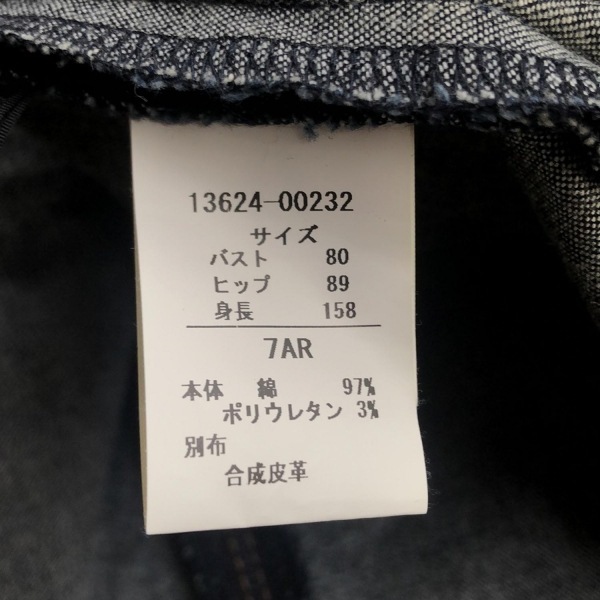 13624-00232
サイズ
バスト 80
ヒップ 89
身長 158
7AR
本体 綿 97%
ポリウレタン 3%
別布
合成皮革